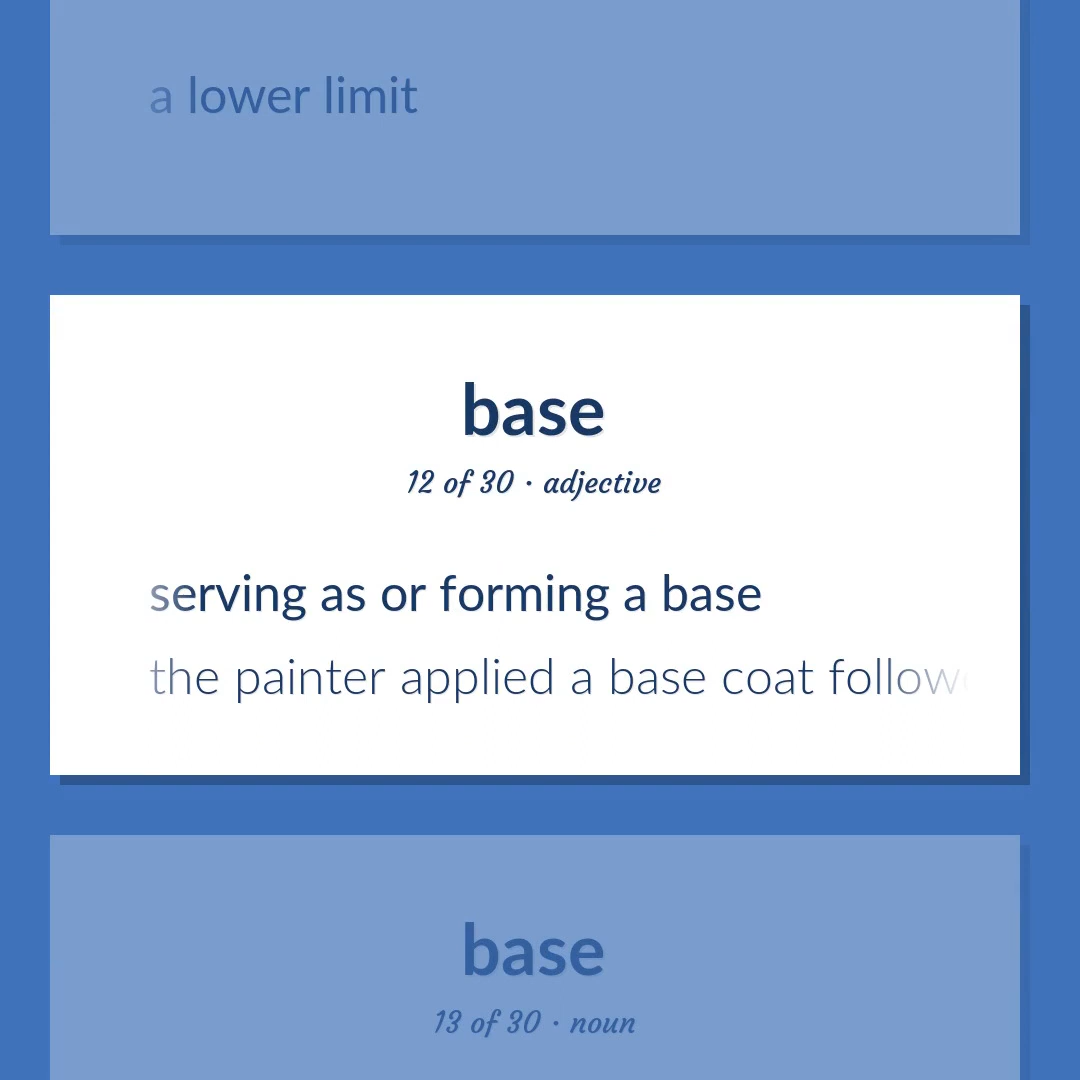 a lower limit
base
12 of 30 · adjective
serving as or forming a base
the painter applied a base coat
base
13 of 30 · noun